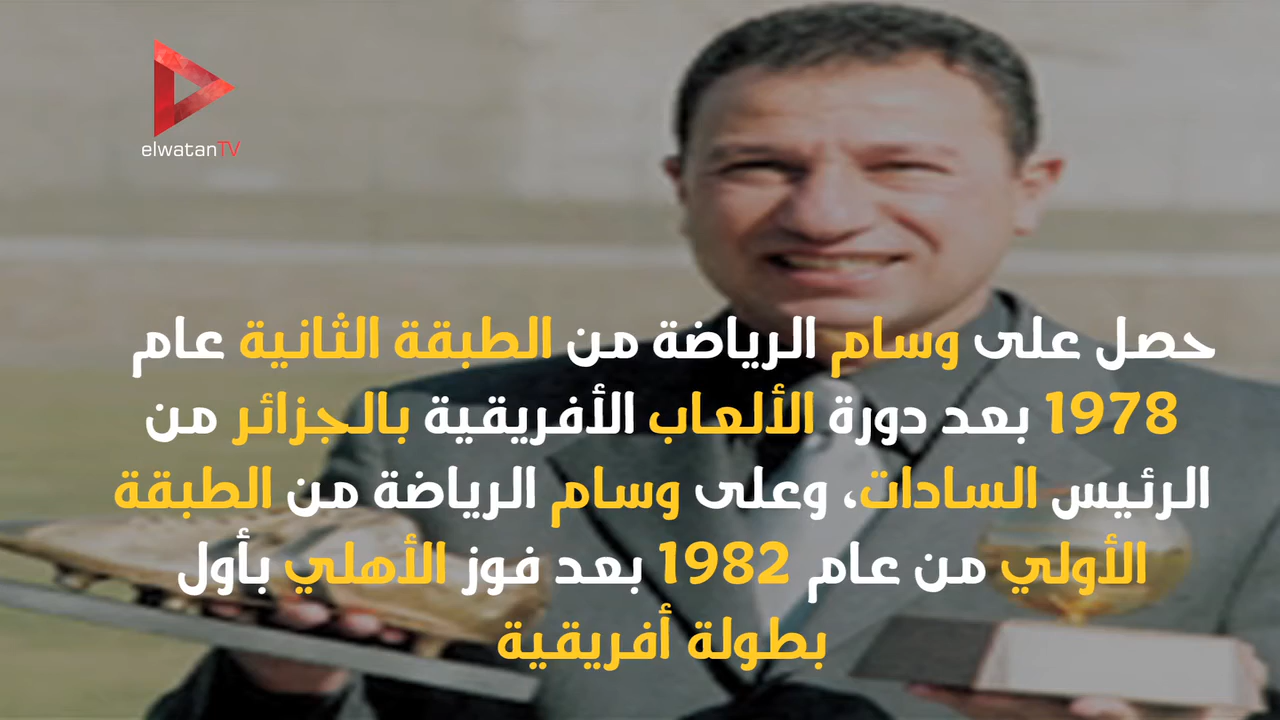 elwatanTV
حصل على وسام الرياضة من الطبقة الثانية عام
1978 بعد دورة الألعاب الأفريقية بالجزائر من
الرئيس السادات، وعلى وسام الرياضة من الطبقة
الأولي من عام 1982 بعد فوز الأهلي بأول
بطولة أفريقية